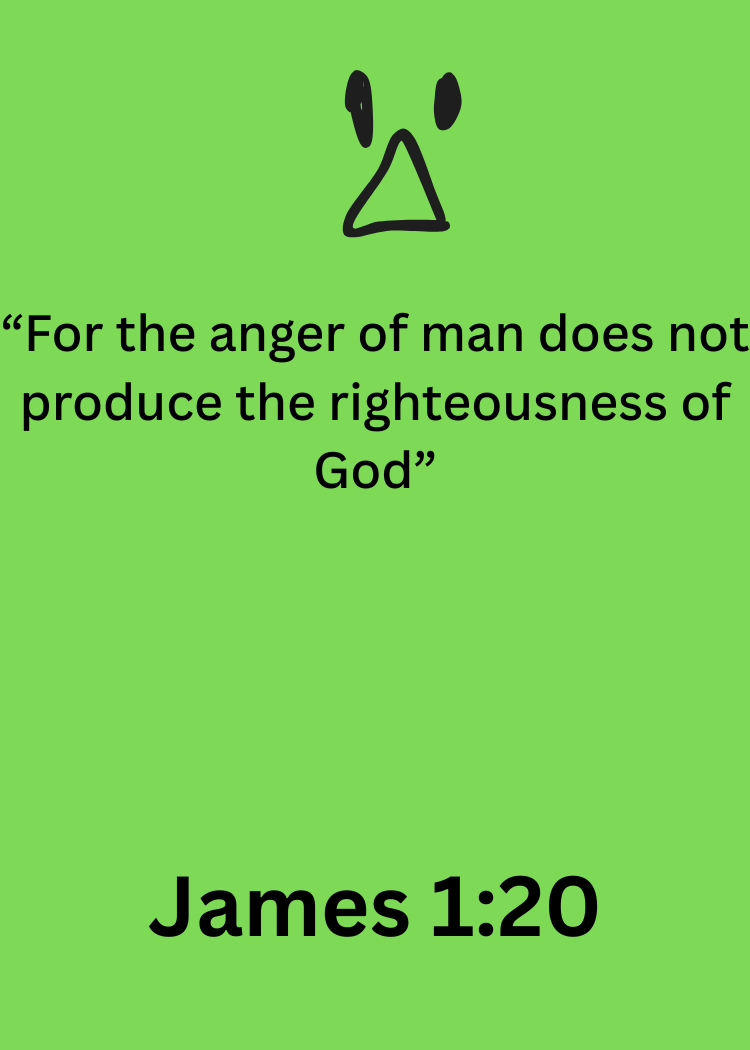 “For the anger of man does not
produce the righteousness of
God”
James 1:20